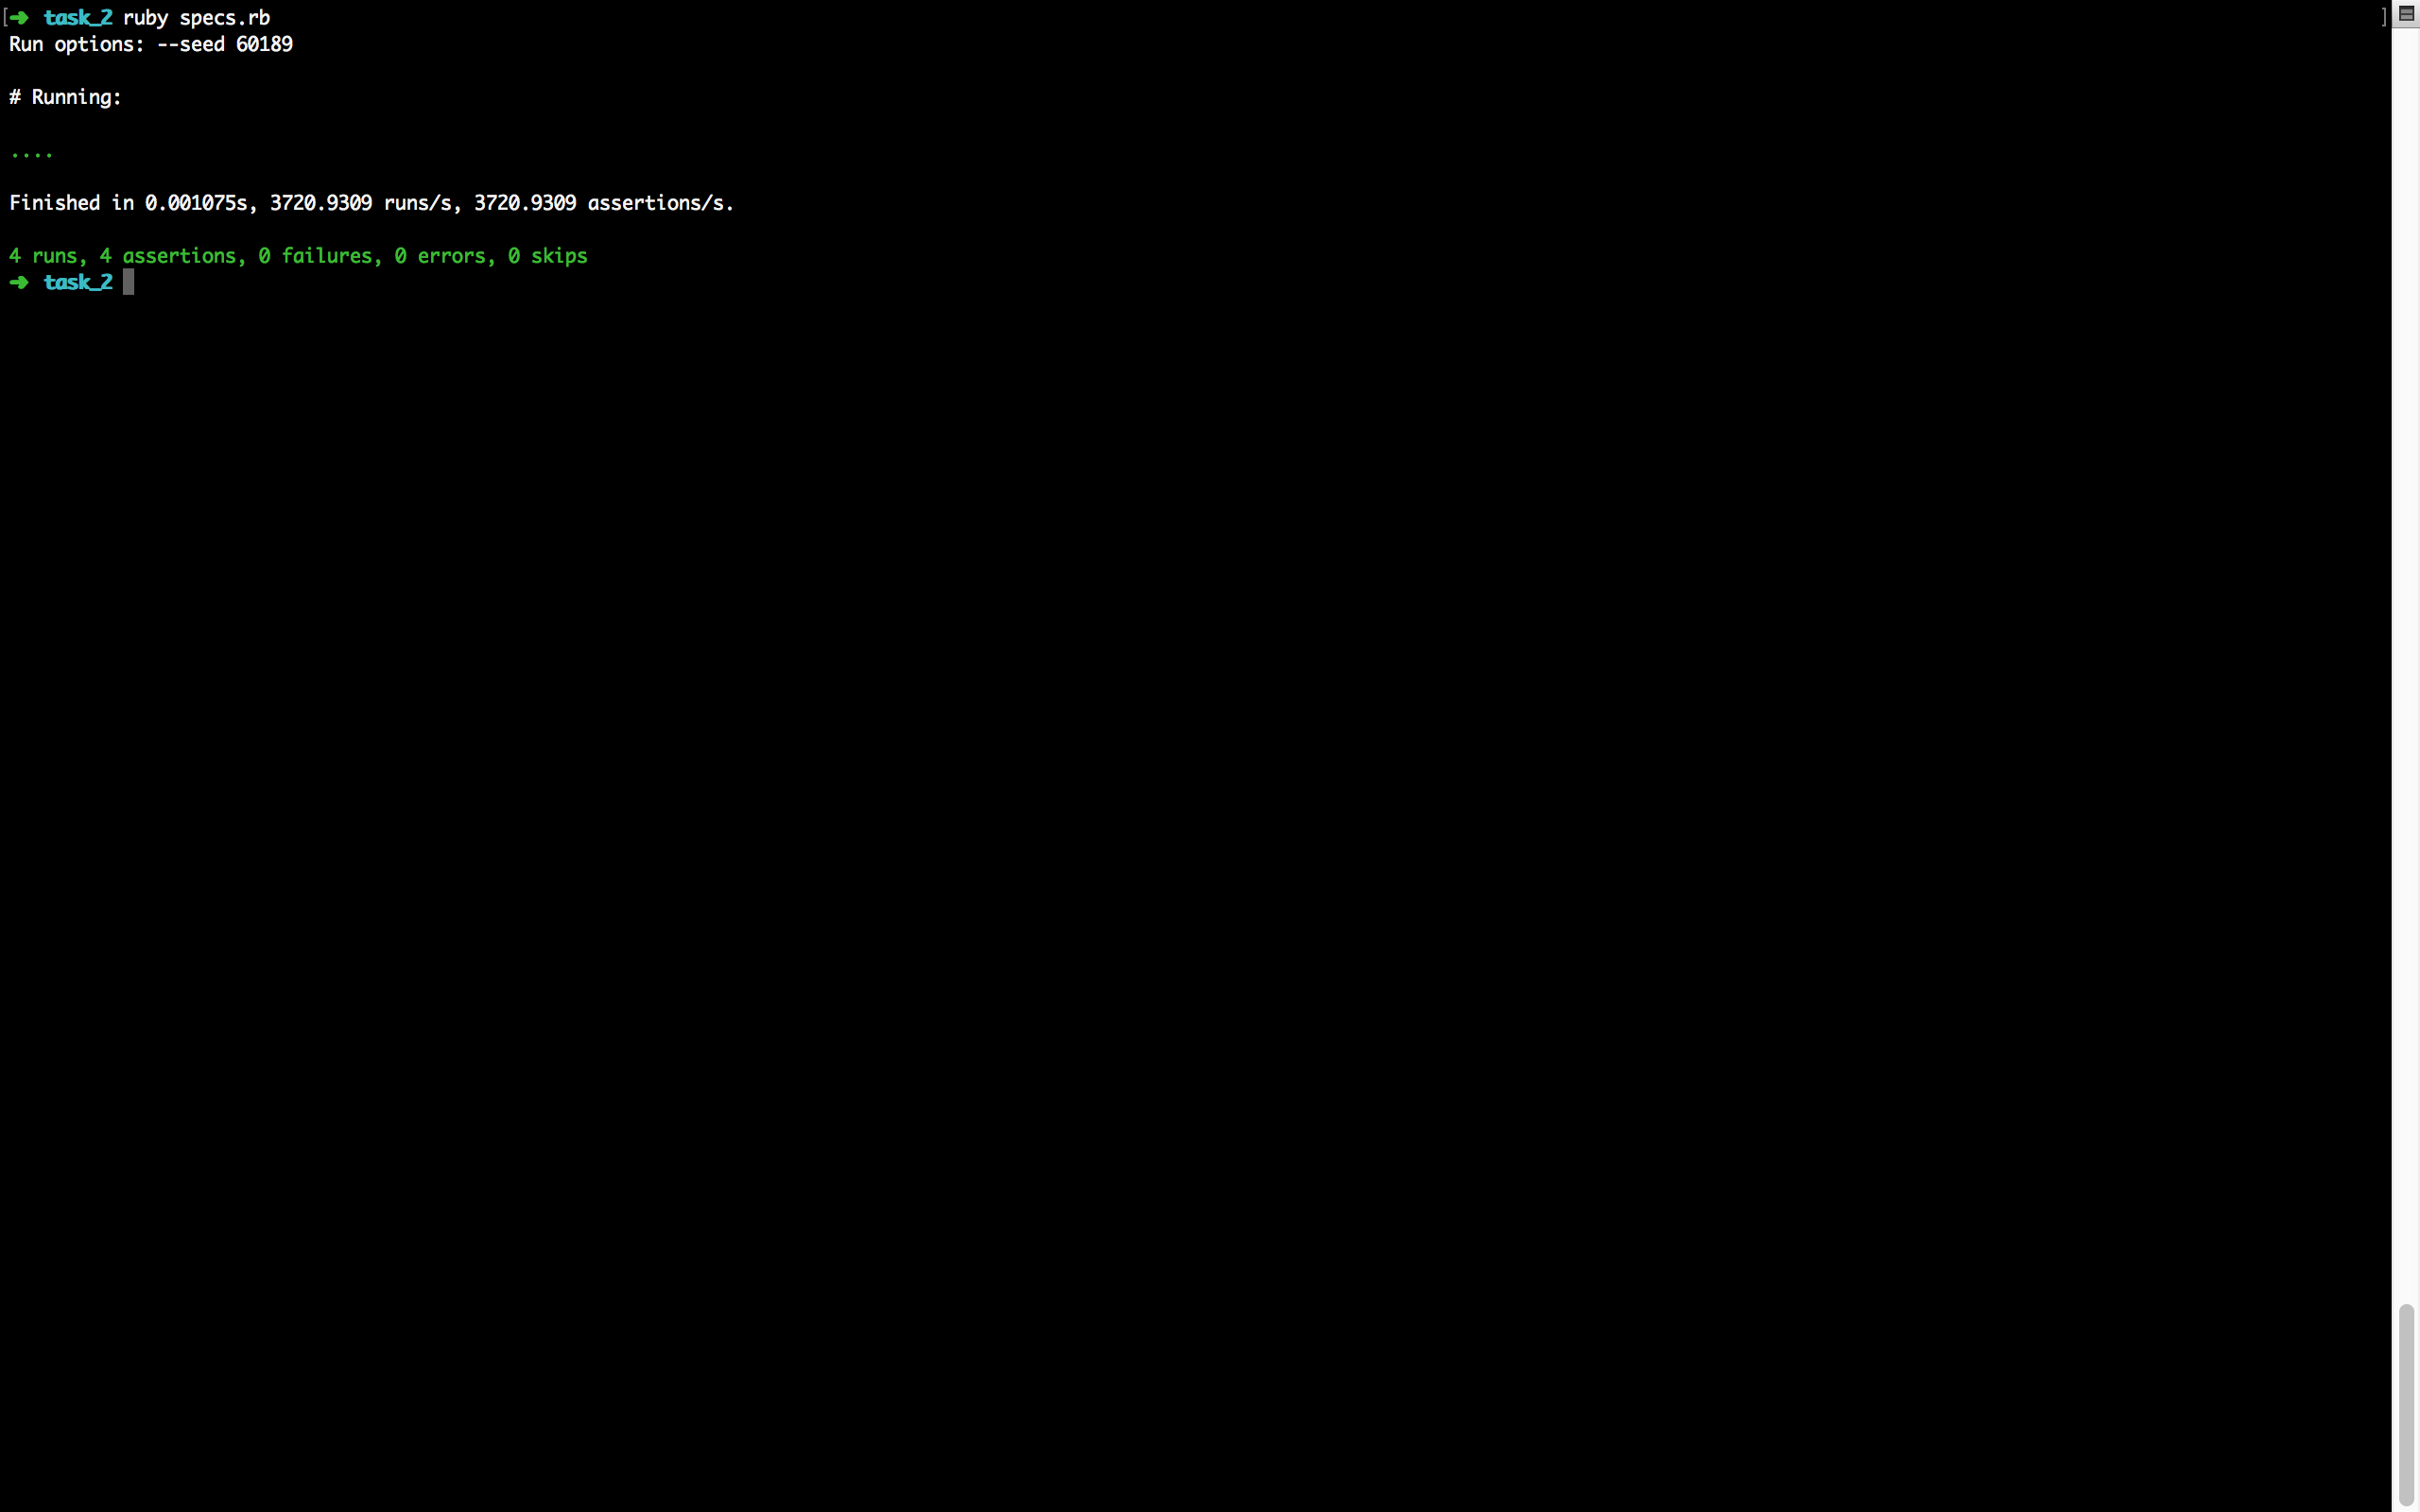 [➜ task_2 ruby specs.rb ]
Run options: --seed 60189
# Running:
....
Finished in 0.001075s, 3720.9309 runs/s, 3720.9309 assertions/s.
4 runs, 4 assertions, 0 failures, 0 errors, 0 skips
➜ task_2